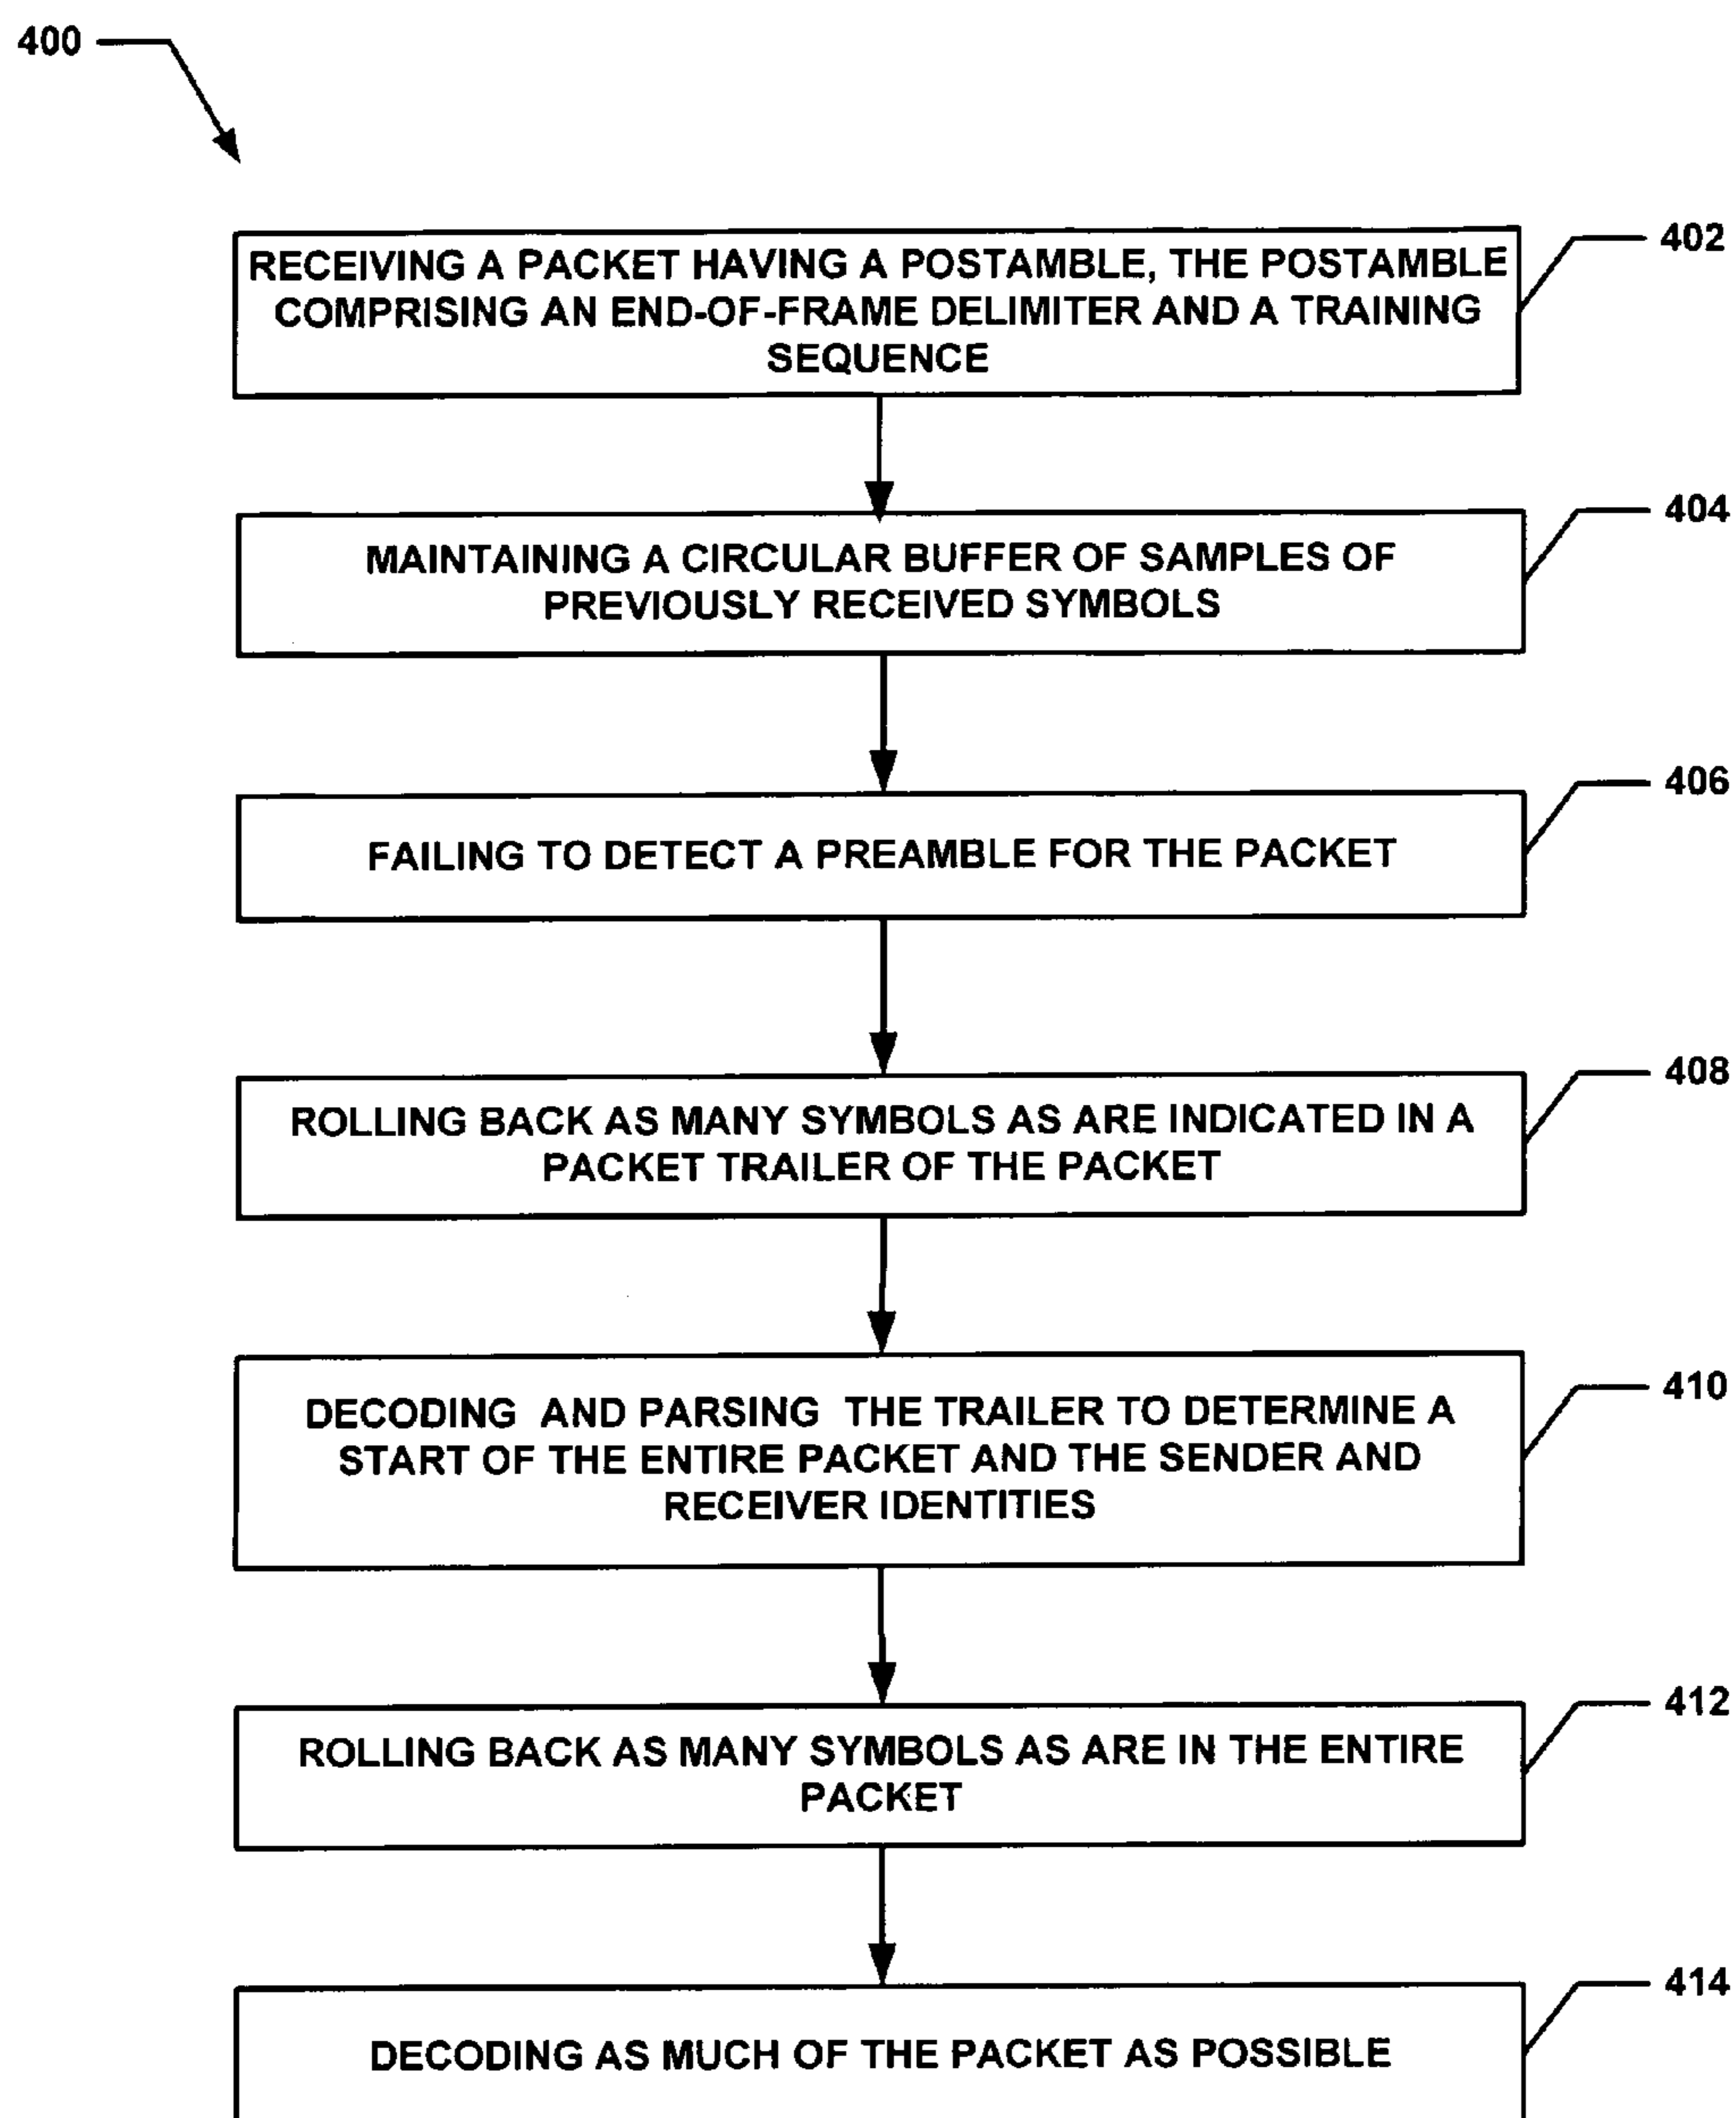 400
402
RECEIVING A PACKET HAVING A POSTAMBLE, THE POSTAMBLE
COMPRISING AN END-OF-FRAME DELIMITER AND A TRAINING
SEQUENCE
404
MAINTAINING A CIRCULAR BUFFER OF SAMPLES OF
PREVIOUSLY RECEIVED SYMBOLS
406
FAILING TO DETECT A PREAMBLE FOR THE PACKET
408
ROLLING BACK AS MANY SYMBOLS AS ARE INDICATED IN A
PACKET TRAILER OF THE PACKET
410
DECODING AND PARSING THE TRAILER TO DETERMINE A
START OF THE ENTIRE PACKET AND THE SENDER AND
RECEIVER IDENTITIES
412
ROLLING BACK AS MANY SYMBOLS AS ARE IN THE ENTIRE
PACKET
414
DECODING AS MUCH OF THE PACKET AS POSSIBLE